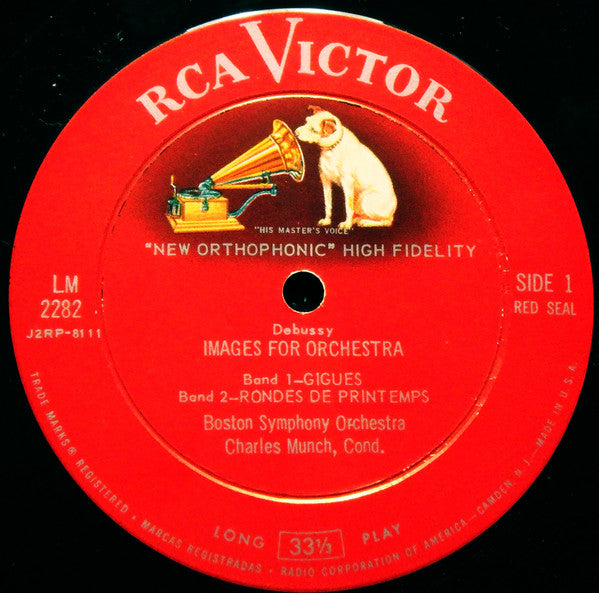 RCA VICTOR
"HIS MASTER'S VOICE"
"NEW ORTHOPHONIC" HIGH FIDELITY
LM
2282
J2RP-8111
SIDE 1
RED SEAL
Debussy
IMAGES FOR ORCHESTRA
Band 1-GIGUES
Band 2-RONDES DE PRINTEMPS
Boston Symphony Orchestra
Charles Munch, Cond.
LONG 33⅓ PLAY
TRADE MARKS ® REGISTERED • MARCAS REGISTRADAS • RADIO CORPORATION OF AMERICA—CAMDEN, N. J.—MADE IN U.S.A.